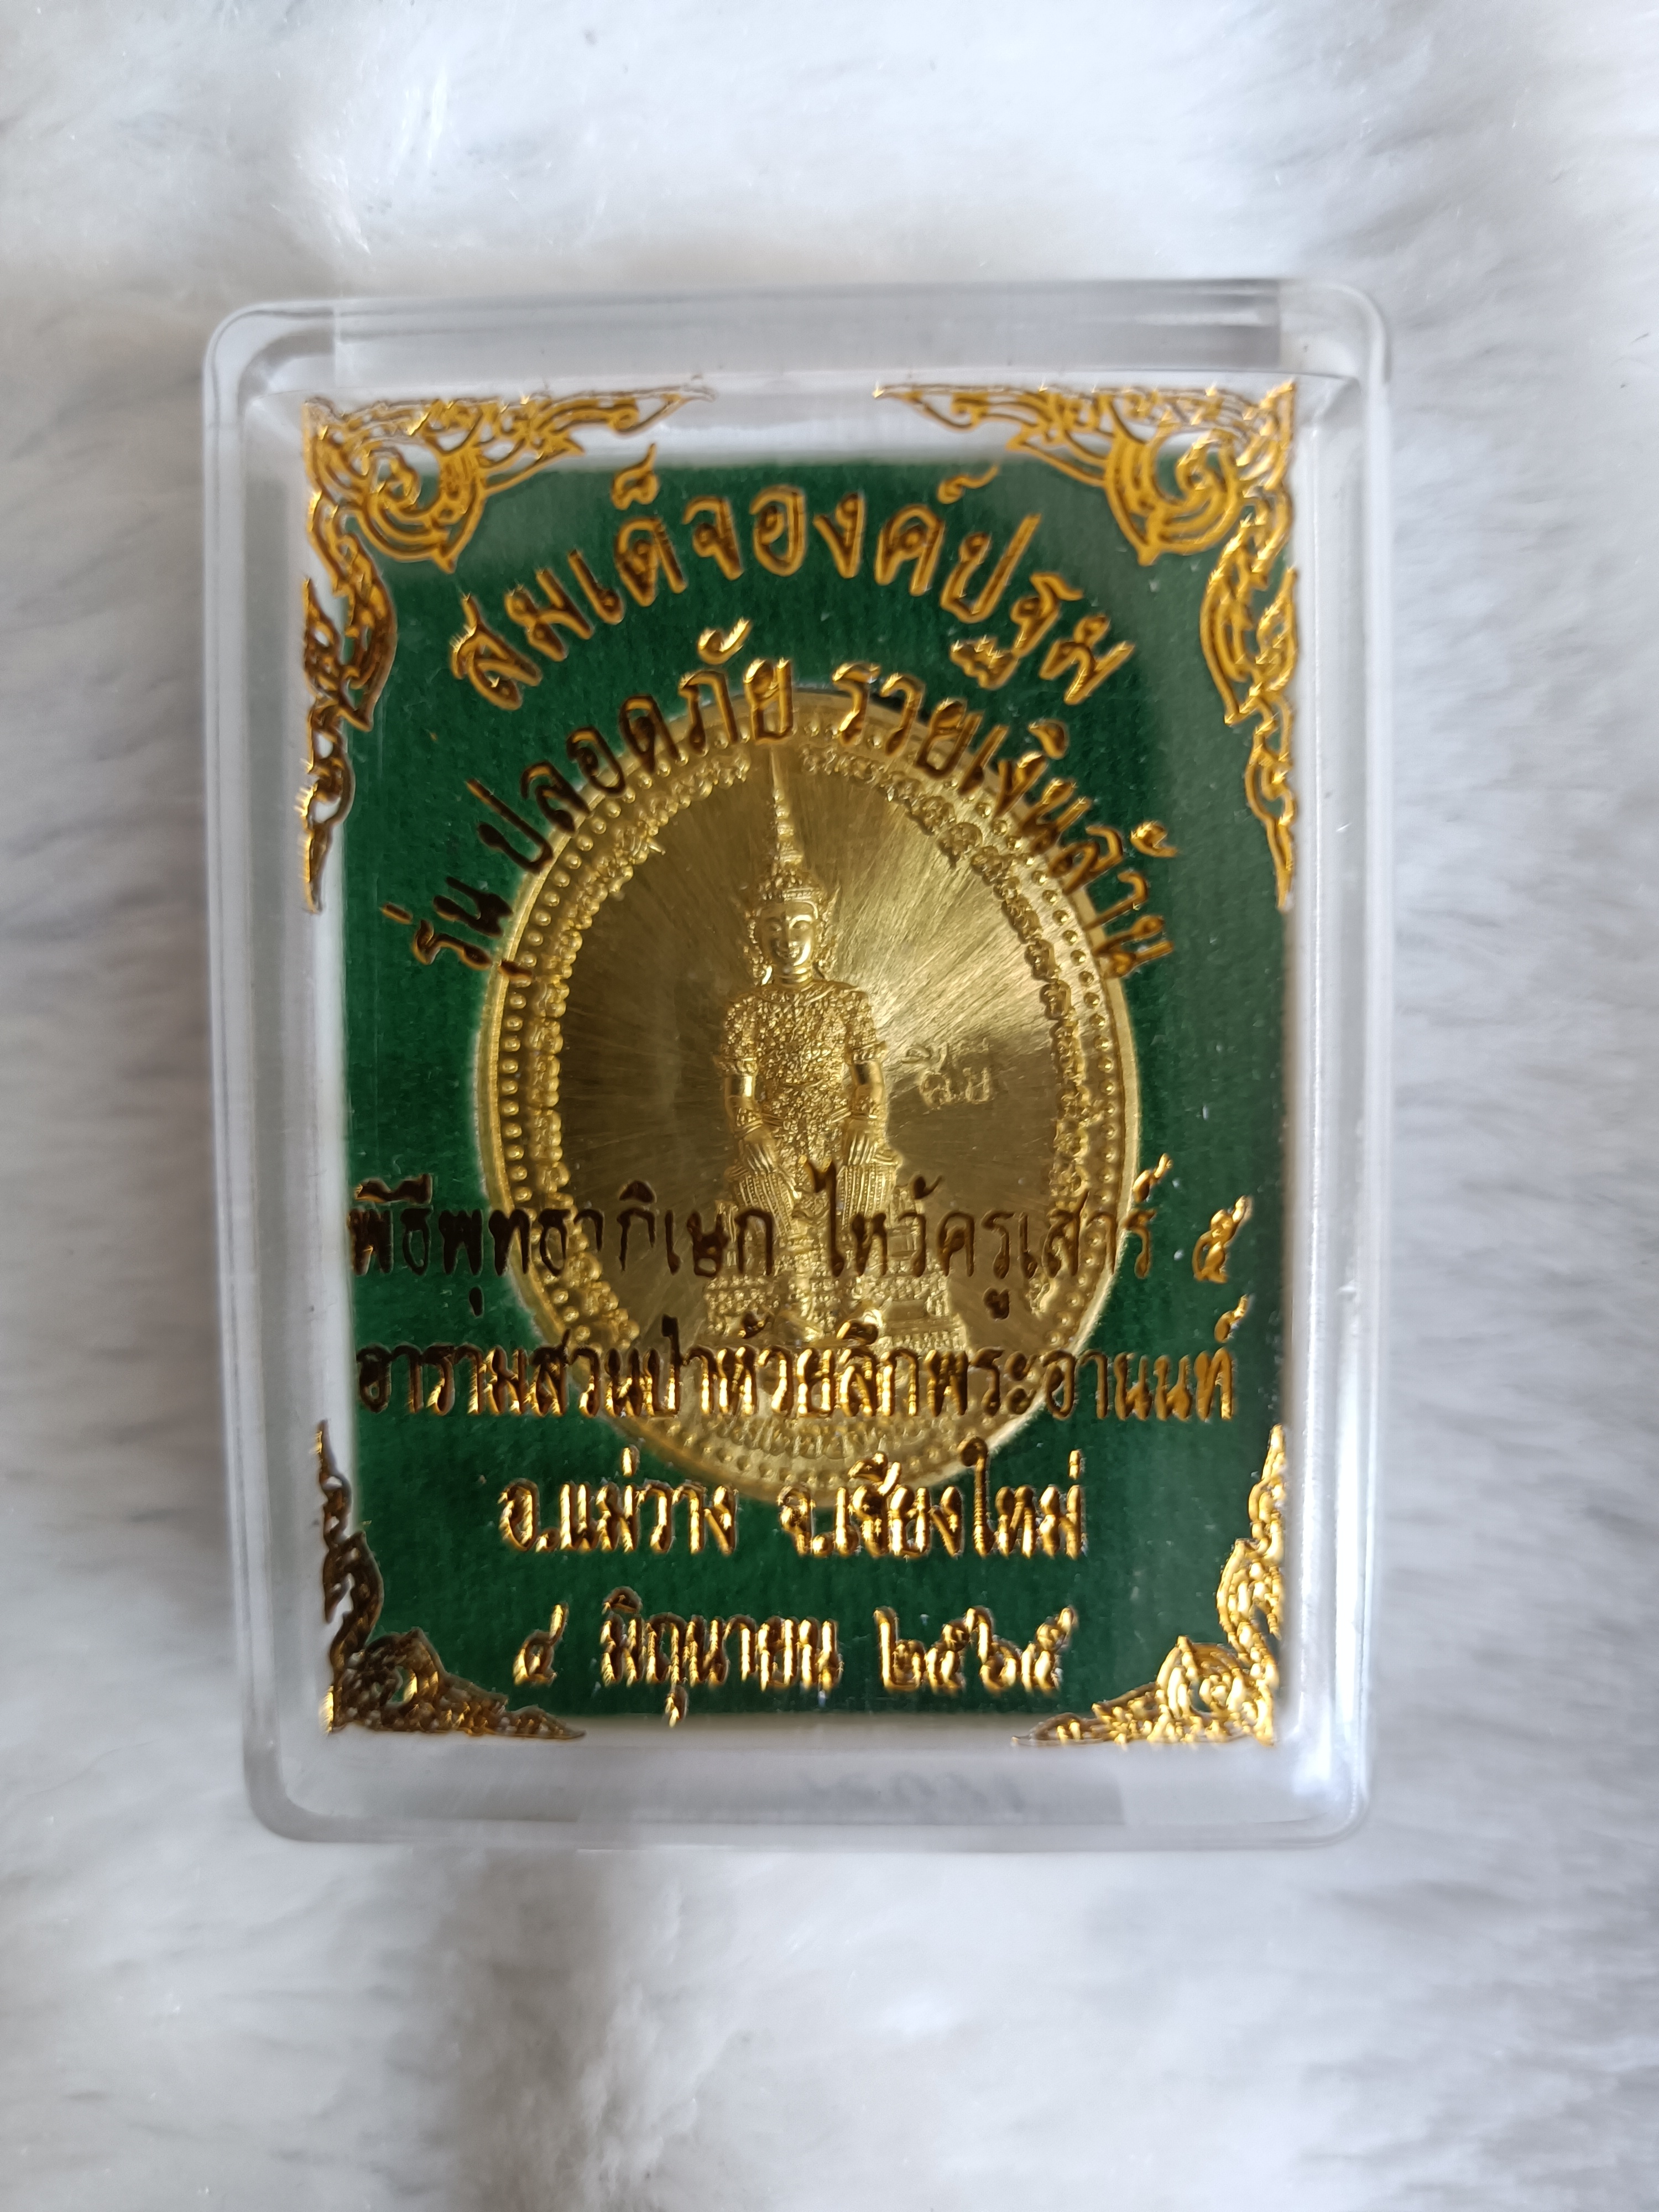 สมเด็จองค์ปฐม
รุ่น ปลอดภัย รวยเงินล้าน
พิธีพุทธาภิเษก ไหว้ครูเสาร์ ๕
อารามสวนป่าห้วยลึกพระอานนท์
อ.แม่วาง จ.เชียงใหม่
๔ มิถุนายน ๒๕๖๕